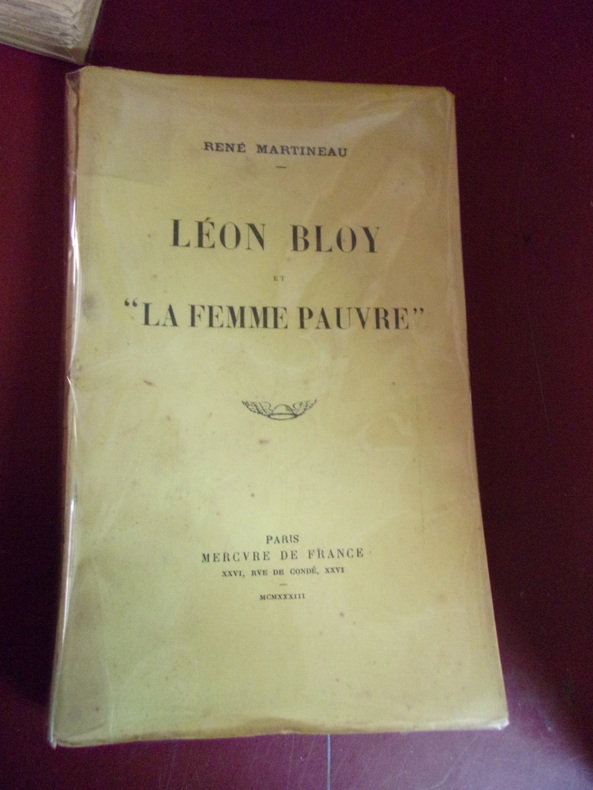 RENÉ MARTINEAU
LÉON BLOY
ET
“LA FEMME PAUVRE”
PARIS
MERCVRE DE FRANCE
XXVI, RVE DE CONDÉ, XXVI
MCMXXXIII